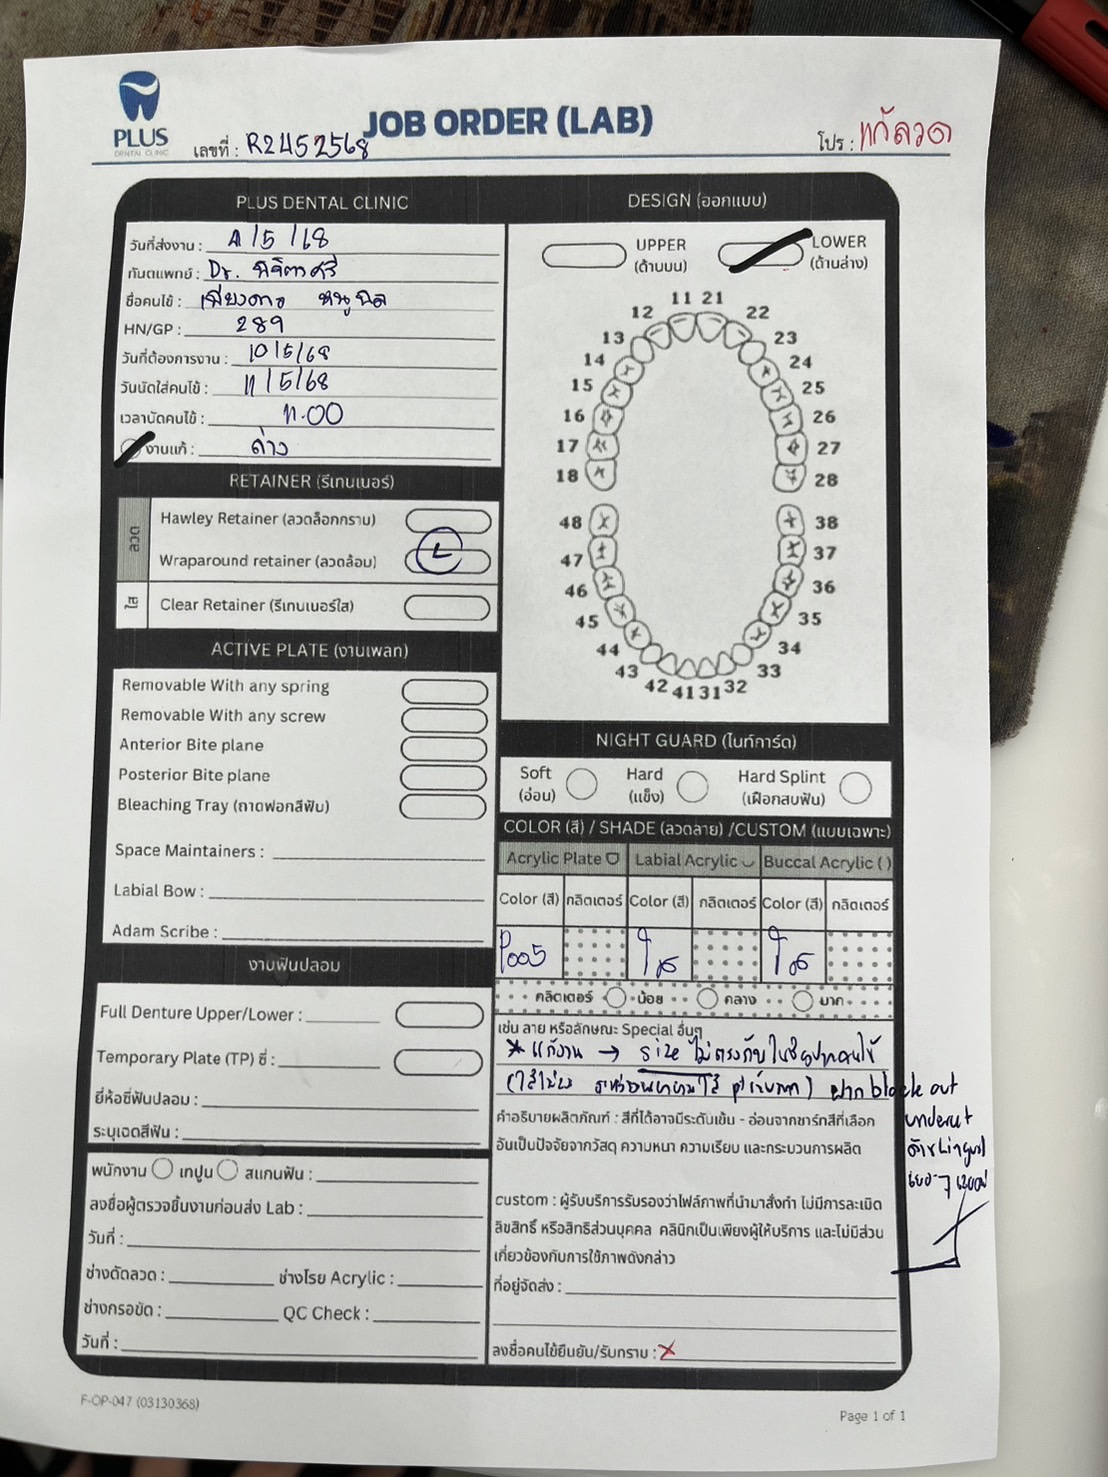 PLUS
DENTAL CLINIC
JOB ORDER (LAB)
เลขที่ : R2452568
โปร : แก้ลวด
PLUS DENTAL CLINIC
วันที่ส่งงาน : /5/68
ทันตแพทย์ : Dr.
ชื่อคนไข้ : เพียงดาว หนูนิล
HN/GP : 289
วันที่ต้องการงาน : 10/5/68
วันนัดใส่คนไข้ : 11/5/68
เวลานัดคนไข้ : 11.00
งานแก้ : ล่าง
RETAINER (รีเทนเนอร์)
ลวด
Hawley Retainer (ลวดล็อกกราม)
Wraparound retainer (ลวดล้อม) L
ใส
Clear Retainer (รีเทนเนอร์ใส)
ACTIVE PLATE (งานเพลท)
Removable With any spring
Removable With any screw
Anterior Bite plane
Posterior Bite plane
Bleaching Tray (ถาดฟอกสีฟัน)
Space Maintainers :
Labial Bow :
Adam Scribe :
งานฟันปลอม
Full Denture Upper/Lower :
Temporary Plate (TP) ซี่ :
ยี่ห้อซี่ฟันปลอม :
ระบุเฉดสีฟัน :
พนักงาน เทปูน สแกนฟัน :
ลงชื่อผู้ตรวจชิ้นงานก่อนส่ง Lab :
วันที่ :
ช่างดัดลวด : ช่างโรย Acrylic :
ช่างกรอขัด : QC Check :
วันที่ :
DESIGN (ออกแบบ)
UPPER LOWER
(ด้านบน) (ด้านล่าง)
11 21
12 22
13 23
14 24
15 25
16 26
17 27
18 28
48 38
47 37
46 36
45 35
44 34
43 33
42 41 31 32
NIGHT GUARD (ไนท์การ์ด)
Soft Hard Hard Splint
(อ่อน) (แข็ง) (เฝือกสบฟัน)
COLOR (สี) / SHADE (ลวดลาย) /CUSTOM (แบบเฉพาะ)
Acrylic Plate Labial Acrylic Buccal Acrylic ( )
Color (สี) กลิตเตอร์ Color (สี) กลิตเตอร์ Color (สี) กลิตเตอร์
P005 ใส ใส
กลิตเตอร์ น้อย กลาง มาก
เช่น ลาย หรือลักษณะ Special อื่นๆ
* แก้งาน → size ไม่ตรงกับในช่องปากคนไข้
ฝาก block out
undercut
ด้าน Lingual
เยอะๆ
คำอธิบายผลิตภัณฑ์ : สีที่ได้อาจมีระดับเข้ม - อ่อนจากชาร์ทสีที่เลือก
อันเป็นปัจจัยจากวัสดุ ความหนา ความเรียบ และกระบวนการผลิต
custom : ผู้รับบริการรับรองว่าไฟล์ภาพที่นำมาสั่งทำ ไม่มีการละเมิด
ลิขสิทธิ์ หรือสิทธิส่วนบุคคล คลินิกเป็นเพียงผู้ให้บริการ และไม่มีส่วน
เกี่ยวข้องกับการใช้ภาพดังกล่าว
ที่อยู่จัดส่ง :
ลงชื่อคนไข้ยืนยัน/รับทราบ : X
F-OP-047 (03130368)
Page 1 of 1